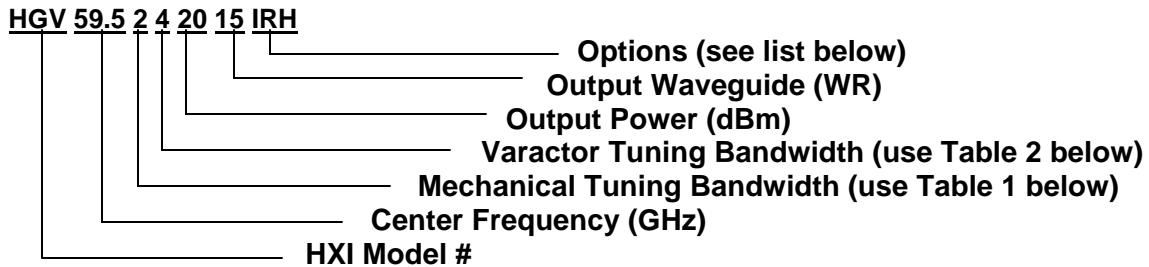 HGV 59.5 2 4 20 15 IRH
Options (see list below)
Output Waveguide (WR)
Output Power (dBm)
Varactor Tuning Bandwidth (use Table 2 below)
Mechanical Tuning Bandwidth (use Table 1 below)
Center Frequency (GHz)
HXI Model #